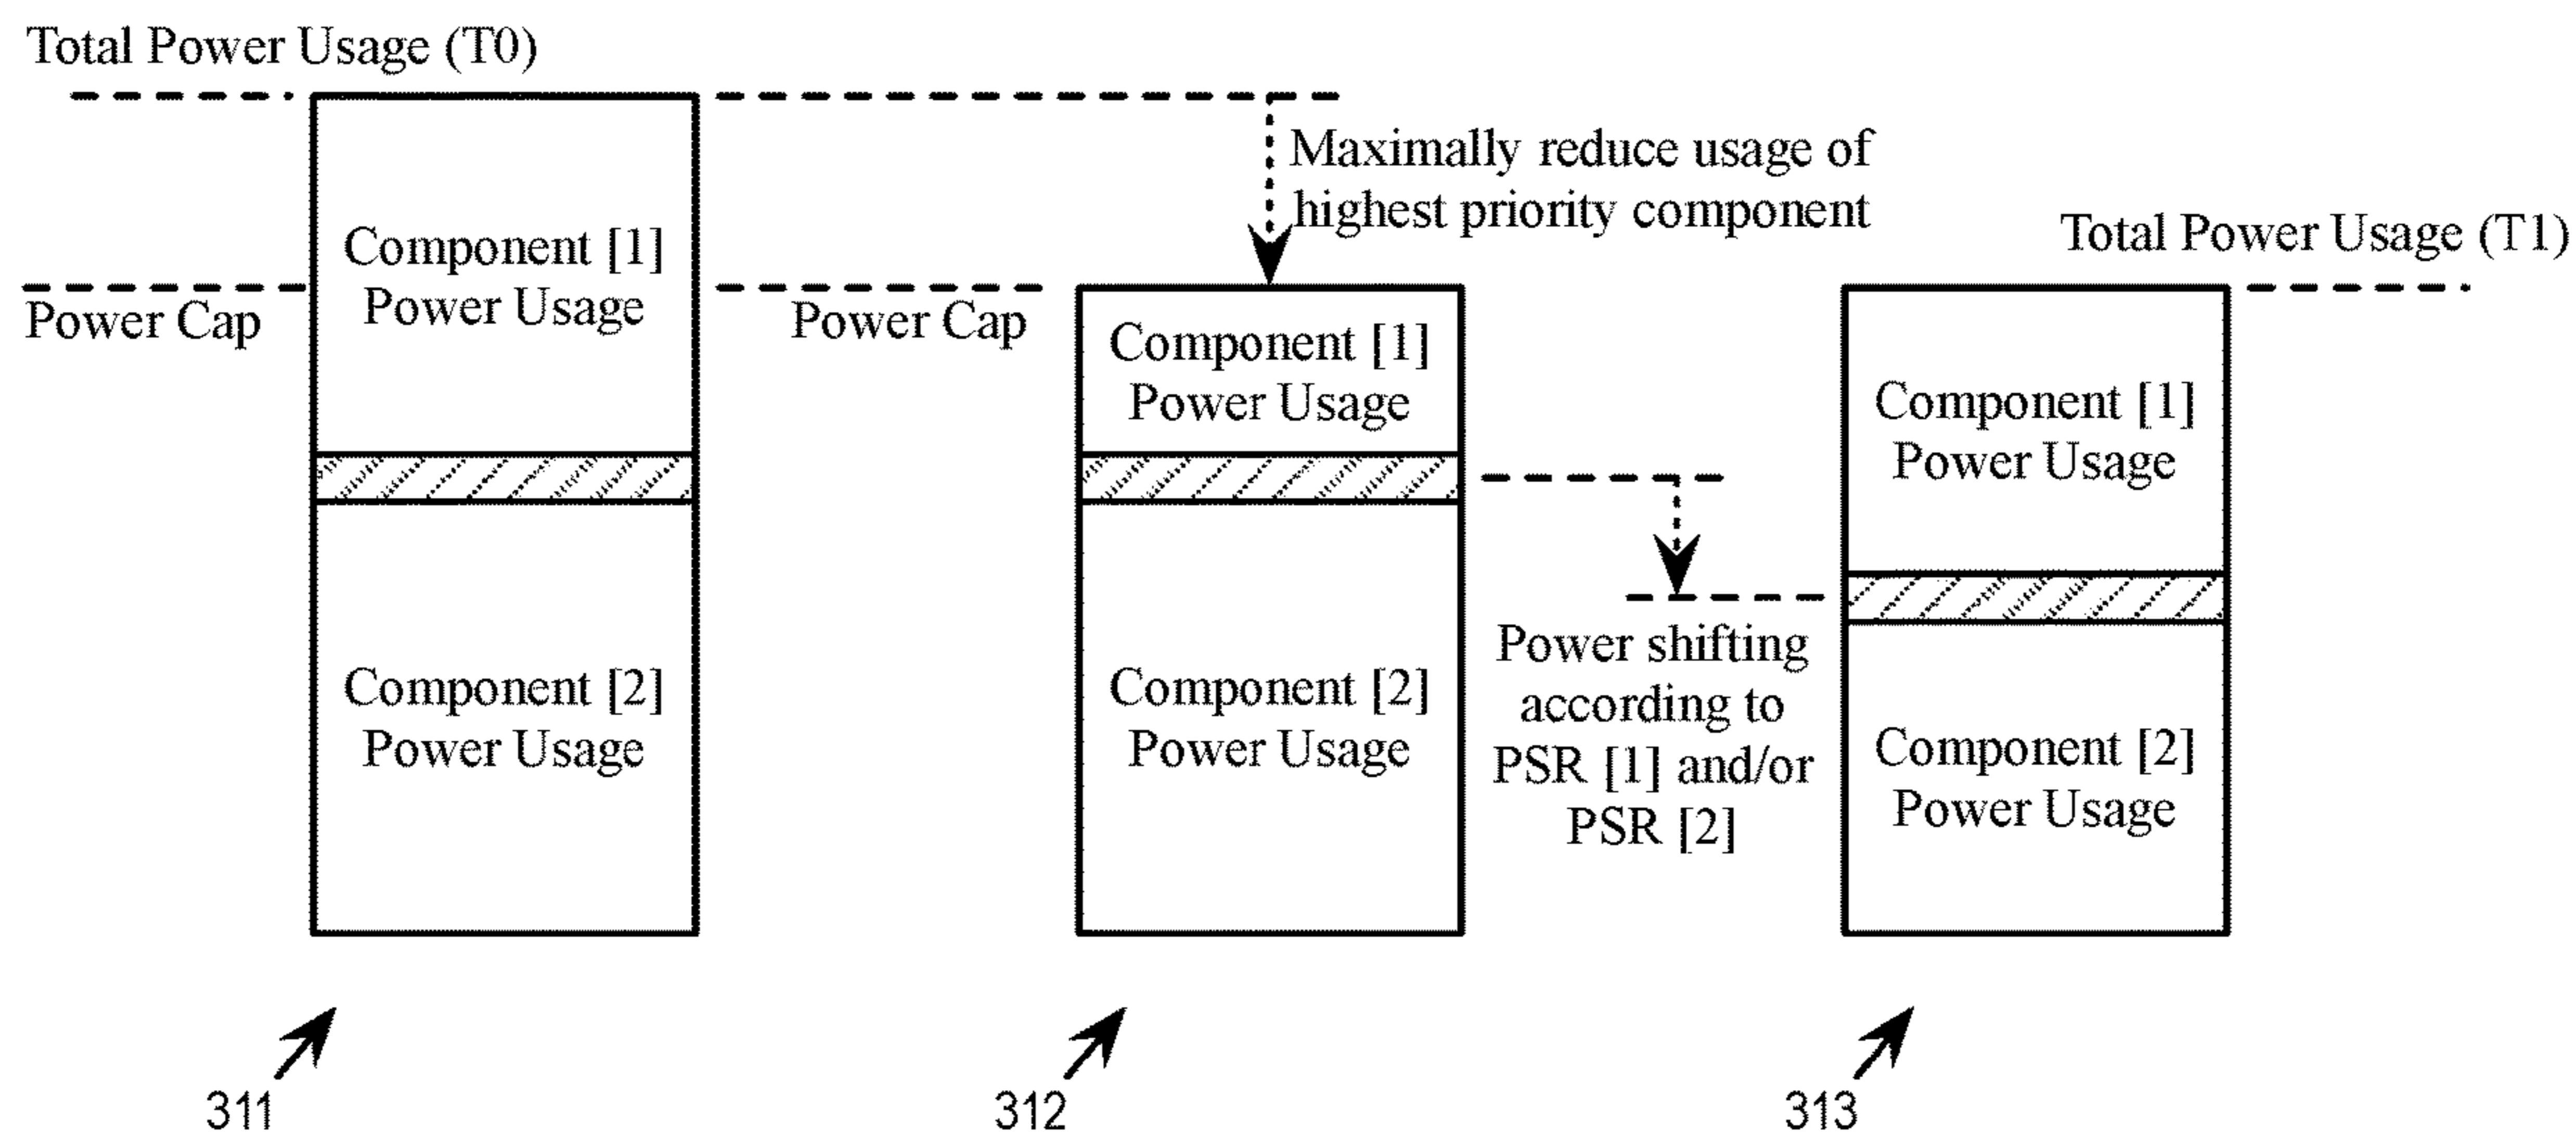 Total Power Usage (T0)
Component [1]
Power Usage
Power Cap
Component [2]
Power Usage
311
Maximally reduce usage of
highest priority component
Power Cap
Component [1]
Power Usage
Component [2]
Power Usage
312
Power shifting
according to
PSR [1] and/or
PSR [2]
Total Power Usage (T1)
Component [1]
Power Usage
Component [2]
Power Usage
313